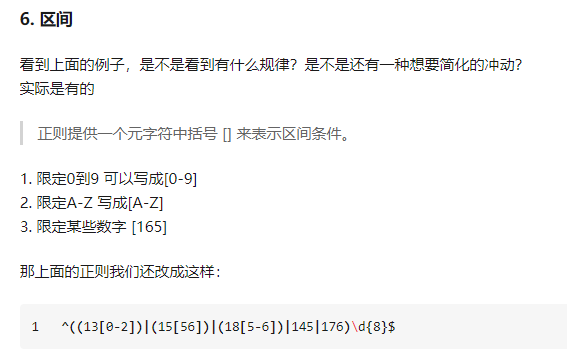 6. 区间
看到上面的例子，是不是看到有什么规律？是不是还有一种想要简化的冲动？
实际是有的
正则提供一个元字符中括号 [] 来表示区间条件。
1. 限定0到9 可以写成[0-9]
2. 限定A-Z 写成[A-Z]
3. 限定某些数字 [165]
那上面的正则我们还改成这样：
1 ^((13[0-2])|(15[56])|(18[5-6])|145|176)\d{8}$